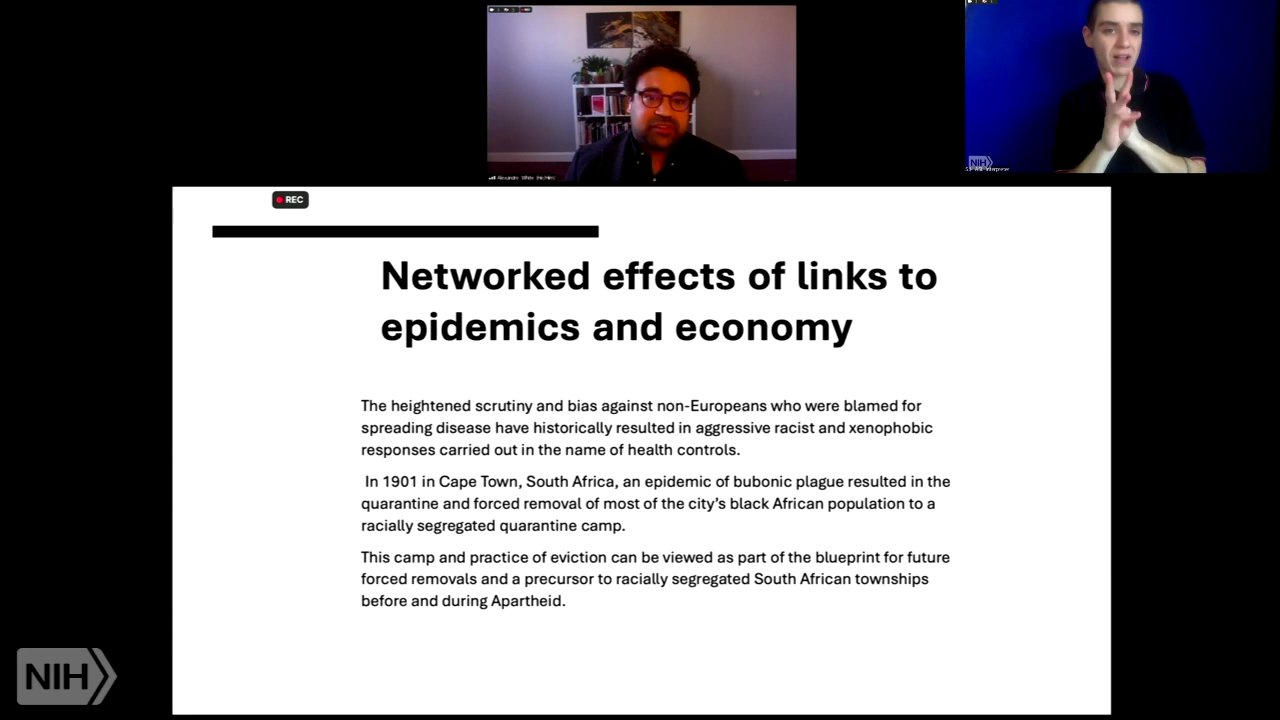 Alexandre White (He/Him)
NIH
REC
Networked effects of links to
epidemics and economy
The heightened scrutiny and bias against non-Europeans who were blamed for
spreading disease have historically resulted in aggressive racist and xenophobic
responses carried out in the name of health controls.
In 1901 in Cape Town, South Africa, an epidemic of bubonic plague resulted in the
quarantine and forced removal of most of the city’s black African population to a
racially segregated quarantine camp.
This camp and practice of eviction can be viewed as part of the blueprint for future
forced removals and a precursor to racially segregated South African townships
before and during Apartheid.
NIH